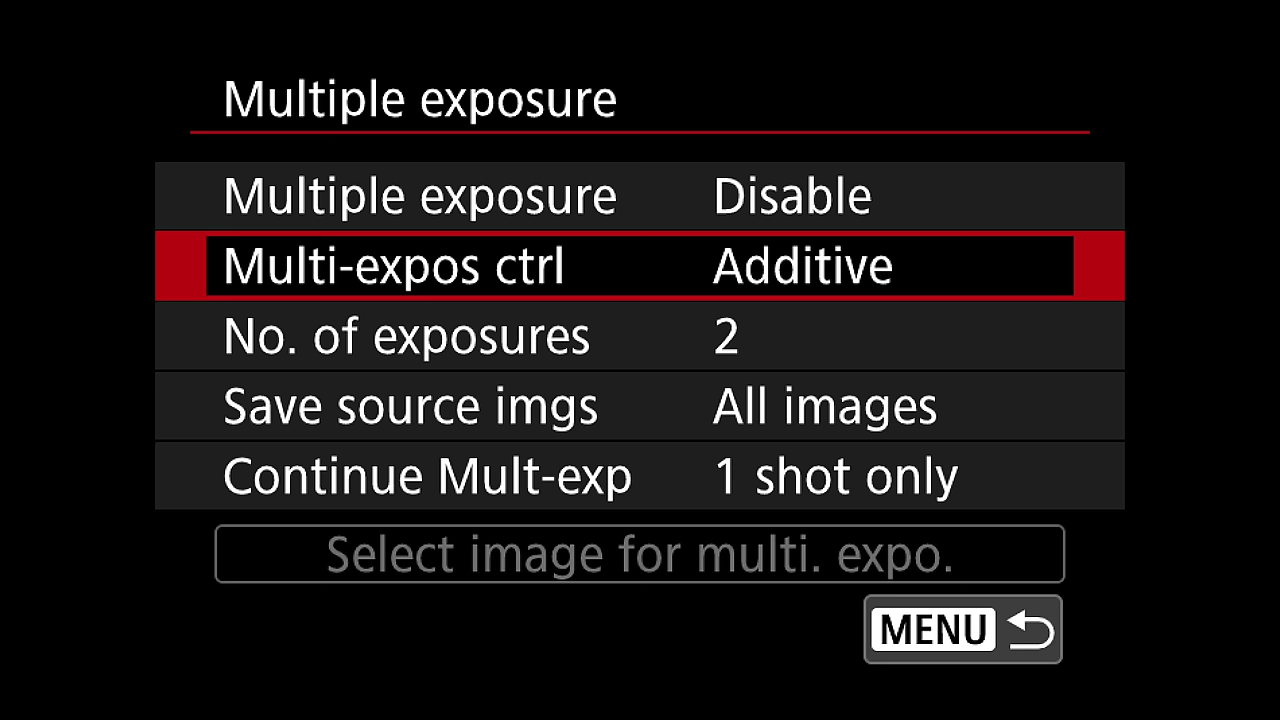 Multiple exposure
Multiple exposure Disable
Multi-expos ctrl Additive
No. of exposures 2
Save source imgs All images
Continue Mult-exp 1 shot only
Select image for multi. expo.
MENU